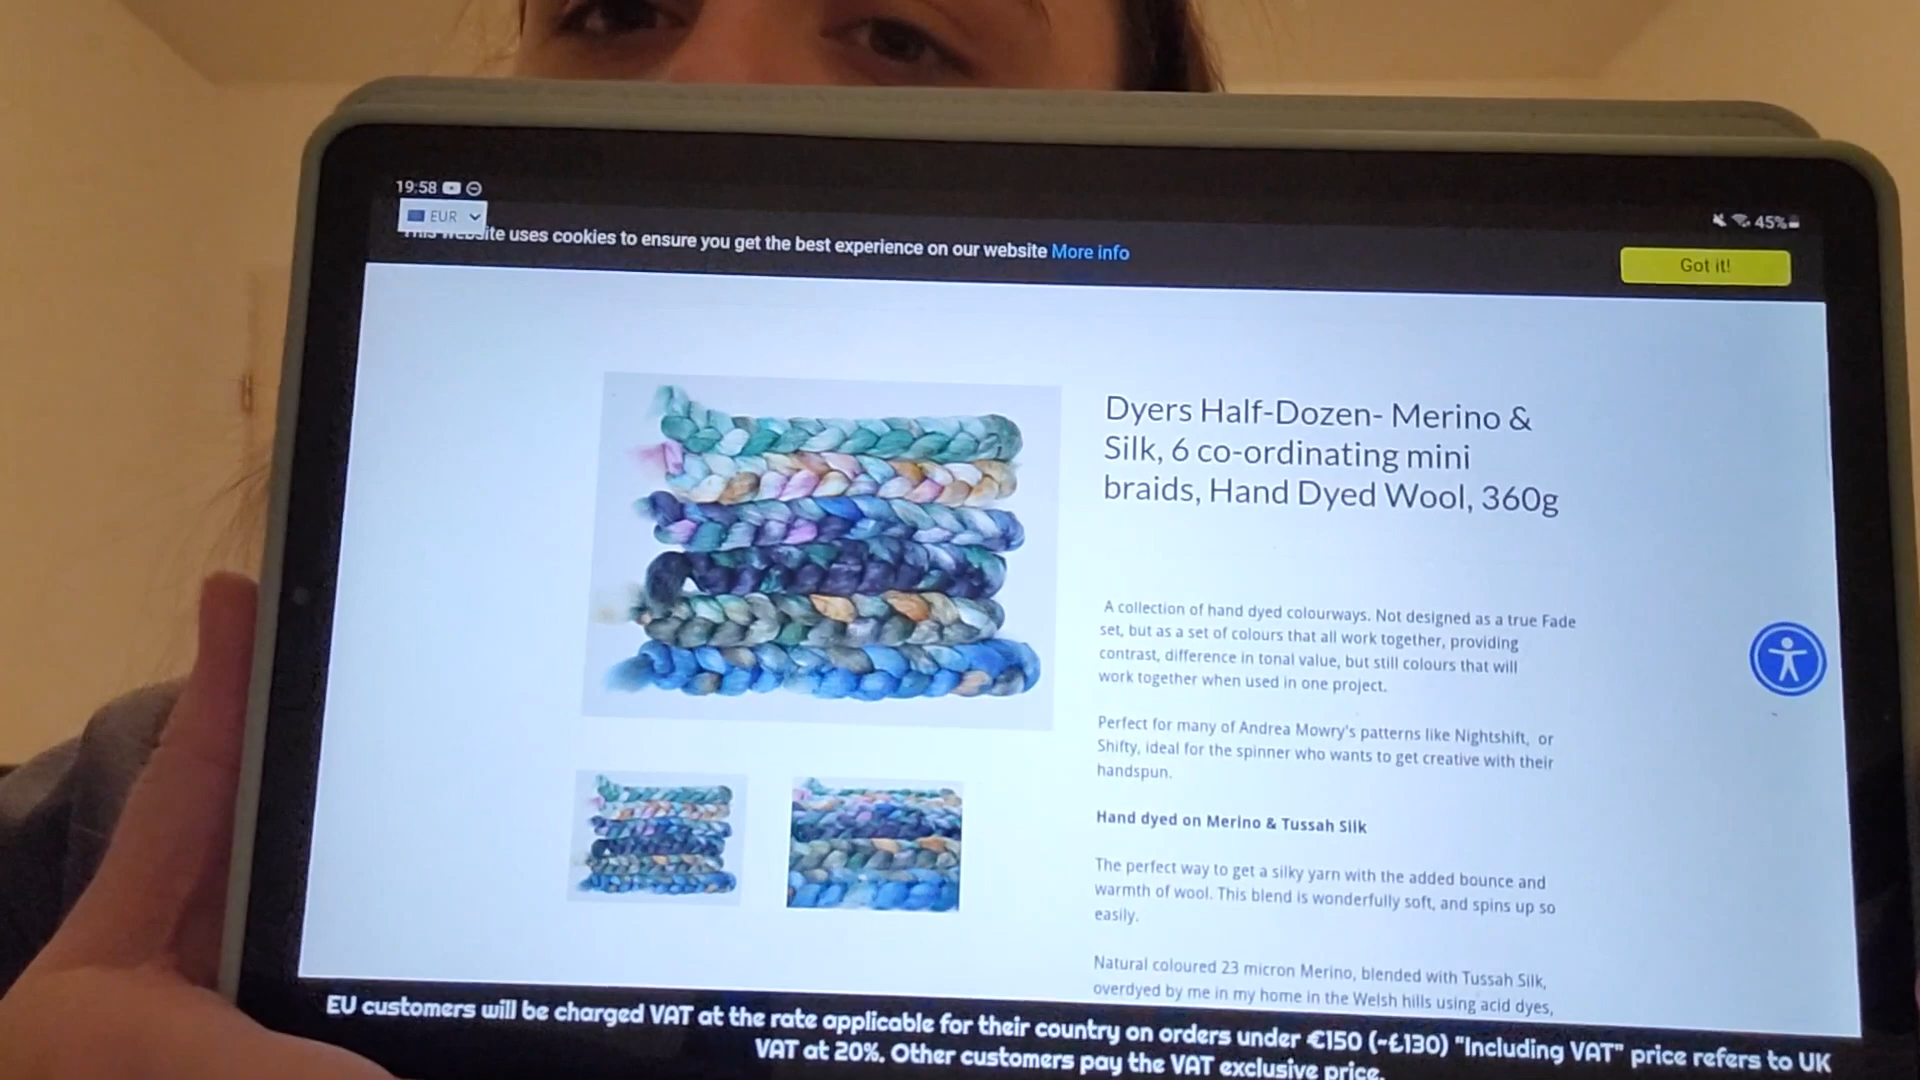 19:58
45%
EUR
This website uses cookies to ensure you get the best experience on our website More info
Got it!
Dyers Half-Dozen- Merino &
Silk, 6 co-ordinating mini
braids, Hand Dyed Wool, 360g
A collection of hand dyed colourways. Not designed as a true Fade
set, but as a set of colours that all work together, providing
contrast, difference in tonal value, but still colours that will
work together when used in one project.
Perfect for many of Andrea Mowry's patterns like Nightshift, or
Shifty, ideal for the spinner who wants to get creative with their
handspun.
Hand dyed on Merino & Tussah Silk
The perfect way to get a silky yarn with the added bounce and
warmth of wool. This blend is wonderfully soft, and spins up so
easily.
Natural coloured 23 micron Merino, blended with Tussah Silk,
overdyed by me in my home in the Welsh hills using acid dyes,
EU customers will be charged VAT at the rate applicable for their country on orders under €150 (~£130) "Including VAT" price refers to UK
VAT at 20%. Other customers pay the VAT exclusive price.